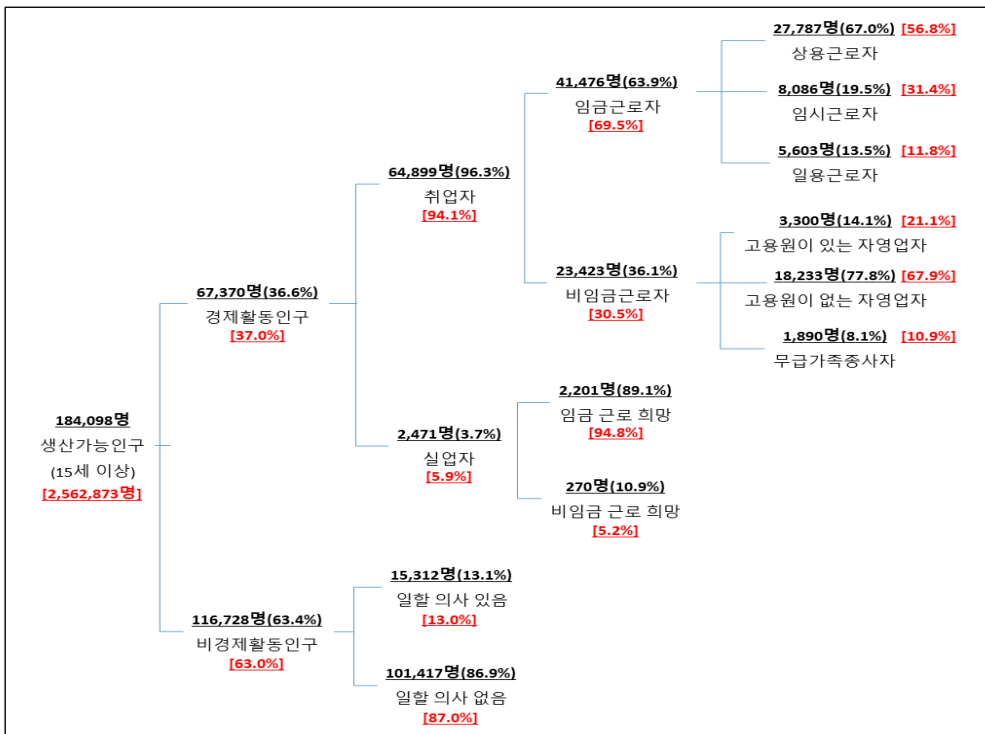 184,098명
생산가능인구
(15세 이상)
[2,562,873명]
67,370명(36.6%)
경제활동인구
[37.0%]
116,728명(63.4%)
비경제활동인구
[63.0%]
64,899명(96.3%)
취업자
[94.1%]
2,471명(3.7%)
실업자
[5.9%]
15,312명(13.1%)
일할 의사 있음
[13.0%]
101,417명(86.9%)
일할 의사 없음
[87.0%]
41,476명(63.9%)
임금근로자
[69.5%]
23,423명(36.1%)
비임금근로자
[30.5%]
2,201명(89.1%)
임금 근로 희망
[94.8%]
270명(10.9%)
비임금 근로 희망
[5.2%]
27,787명(67.0%) [56.8%]
상용근로자
8,086명(19.5%) [31.4%]
임시근로자
5,603명(13.5%) [11.8%]
일용근로자
3,300명(14.1%) [21.1%]
고용원이 있는 자영업자
18,233명(77.8%) [67.9%]
고용원이 없는 자영업자
1,890명(8.1%) [10.9%]
무급가족종사자